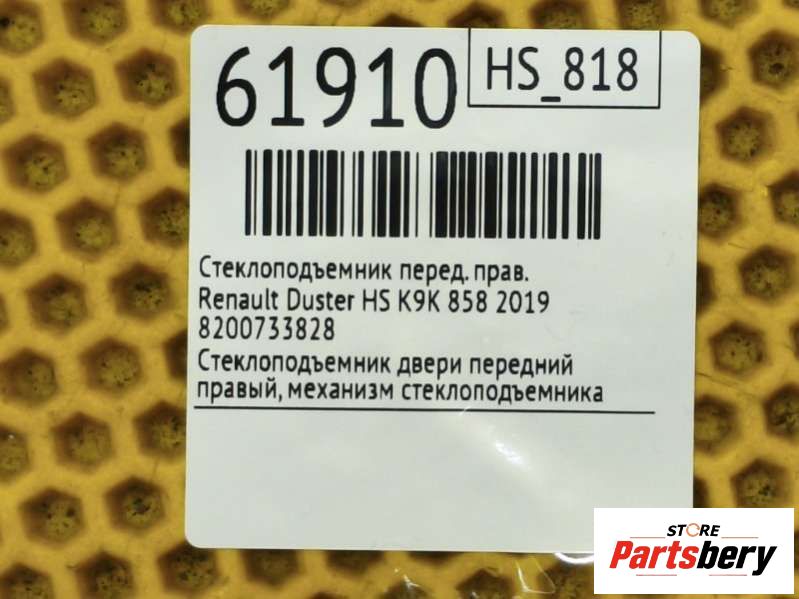 61910
HS_818
Стеклоподъемник перед. прав.
Renault Duster HS K9K 858 2019
8200733828
Стеклоподъемник двери передний
правый, механизм стеклоподъемника
STORE
Partsbery